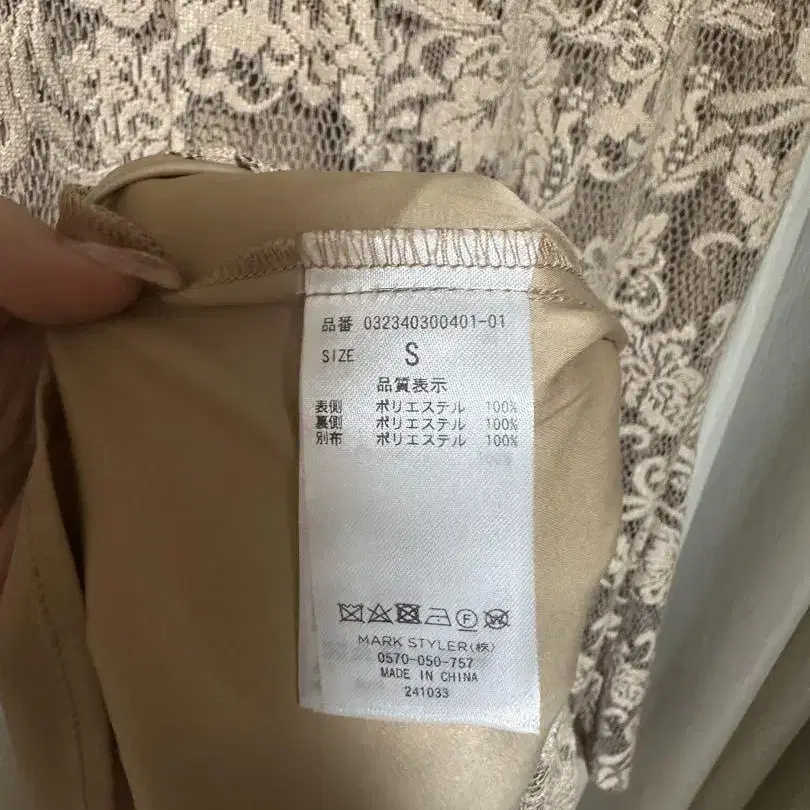 品番 032340300401-01
SIZE S
品質表示
表側 ポリエステル 100%
裏側 ポリエステル 100%
別布 ポリエステル 100%
MARK STYLER(株)
0570-050-757
MADE IN CHINA
241033